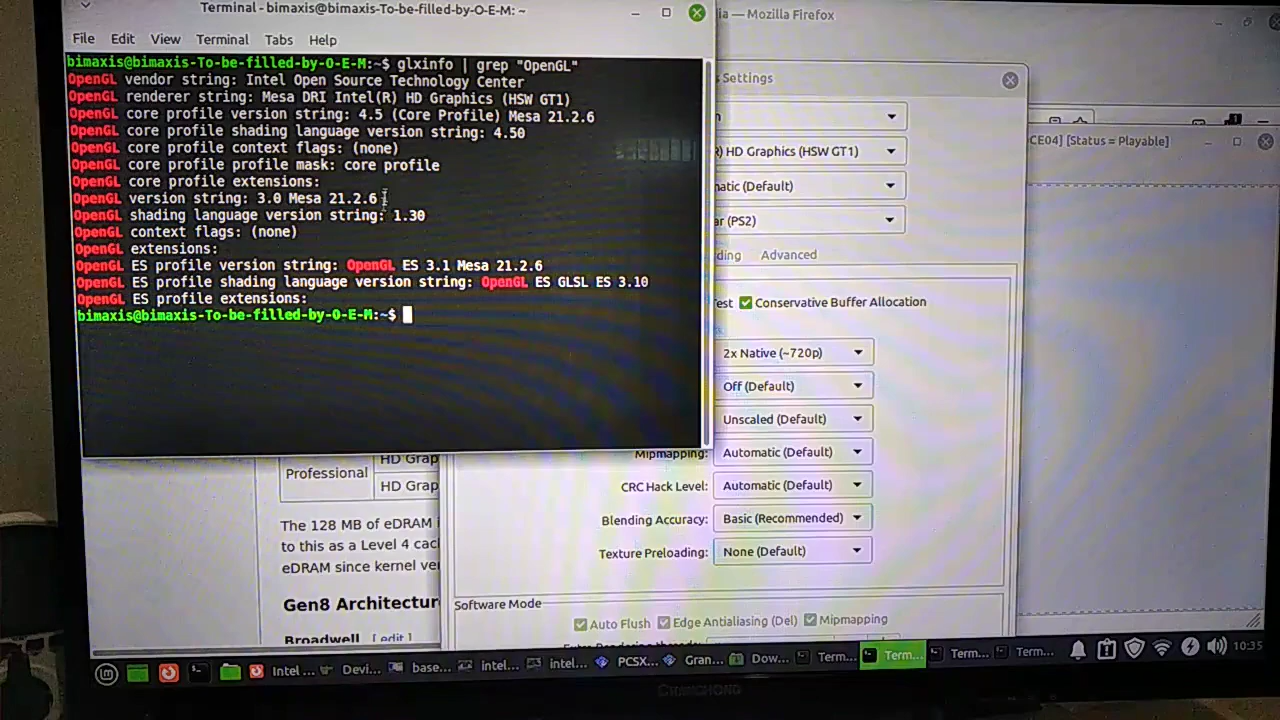 Terminal - bimaxis@bimaxis-To-be-filled-by-O-E-M: ~
File Edit View Terminal Tabs Help
bimaxis@bimaxis-To-be-filled-by-O-E-M:~$ glxinfo | grep "OpenGL"
OpenGL vendor string: Intel Open Source Technology Center
OpenGL renderer string: Mesa DRI Intel(R) HD Graphics (HSW GT1)
OpenGL core profile version string: 4.5 (Core Profile) Mesa 21.2.6
OpenGL core profile shading language version string: 4.50
OpenGL core profile context flags: (none)
OpenGL core profile profile mask: core profile
OpenGL core profile extensions:
OpenGL version string: 3.0 Mesa 21.2.6
OpenGL shading language version string: 1.30
OpenGL context flags: (none)
OpenGL extensions:
OpenGL ES profile version string: OpenGL ES 3.1 Mesa 21.2.6
OpenGL ES profile shading language version string: OpenGL ES GLSL ES 3.10
OpenGL ES profile extensions:
bimaxis@bimaxis-To-be-filled-by-O-E-M:~$
ia — Mozilla Firefox
s Settings
CE04] [Status = Playable]
) HD Graphics (HSW GT1)
matic (Default)
ar (PS2)
ding Advanced
Test Conservative Buffer Allocation
2x Native (~720p)
Off (Default)
Unscaled (Default)
Mipmapping: Automatic (Default)
CRC Hack Level: Automatic (Default)
Blending Accuracy: Basic (Recommended)
Texture Preloading: None (Default)
Software Mode
Auto Flush Edge Antialiasing (Del) Mipmapping
Professional
HD Grap
HD Grap
The 128 MB of eDRAM
to this as a Level 4 cac
eDRAM since kernel ve
Gen8 Architectur
Broadwell [ edit ]
Intel ... Devi... base... intel... intel... PCSX... Gran... Dow... Term... Term... Term... Term... 10:35
CHANGHONG